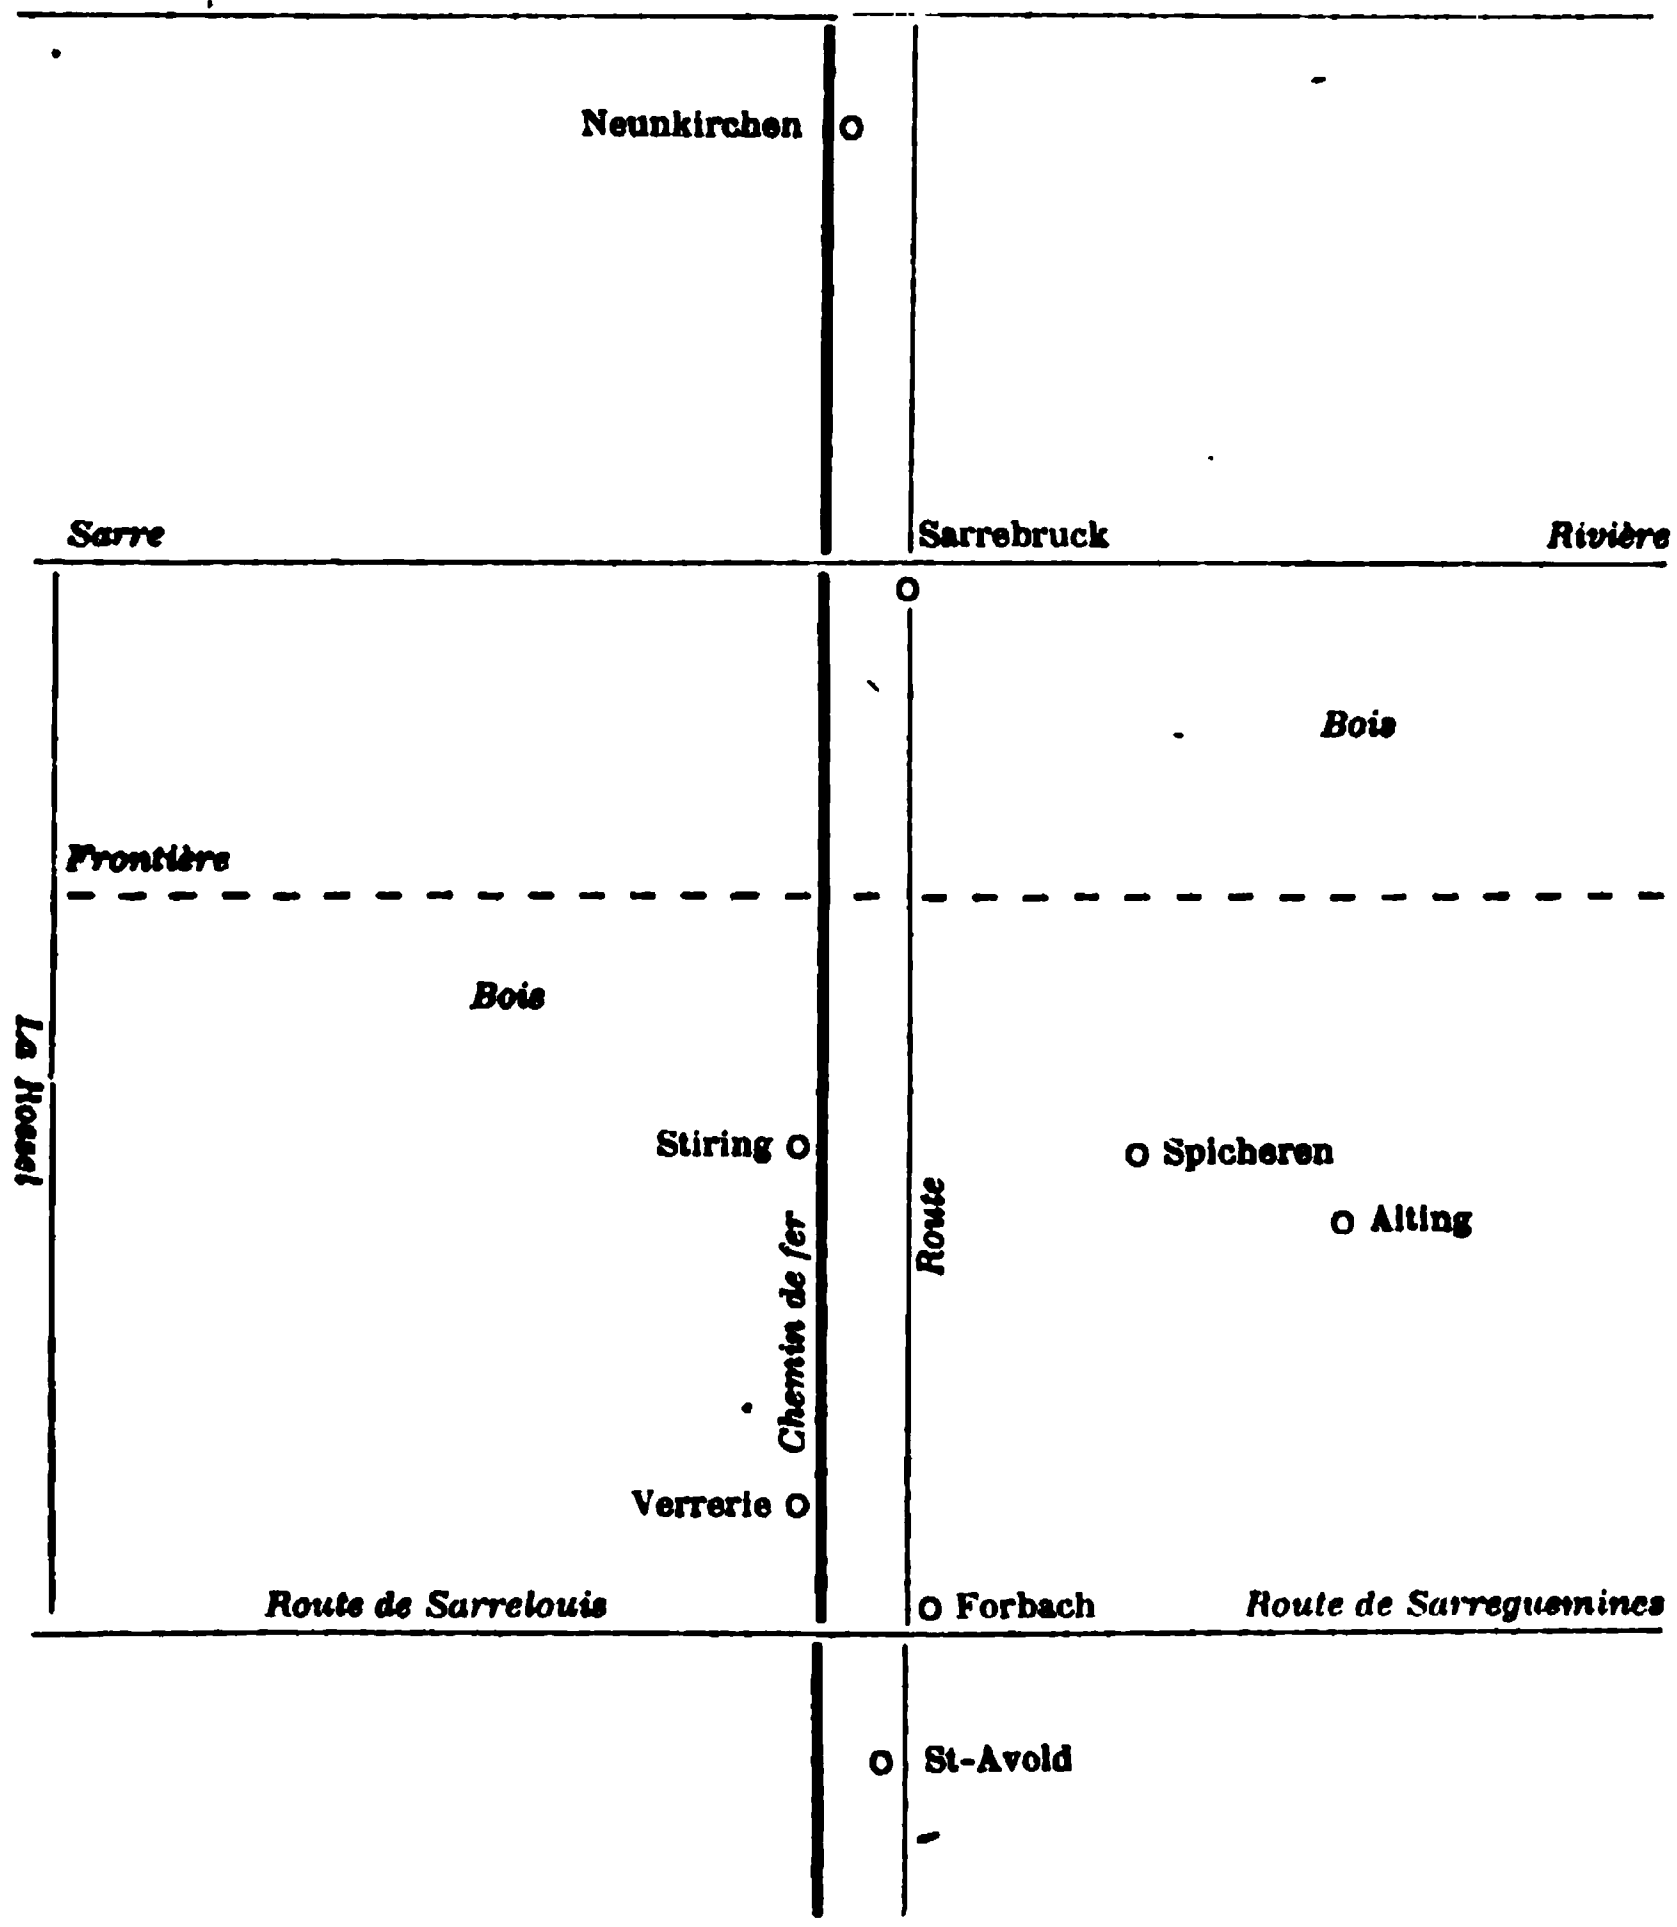 Neunkirchen
Sarre
Sarrebruck
Rivière
Bois
Frontière
Bois
La Rossel
Stiring
Spicheren
Alting
Route
Chemin de fer
Verrerie
Route de Sarrelouis
Forbach
Route de Sarreguemines
St-Avold